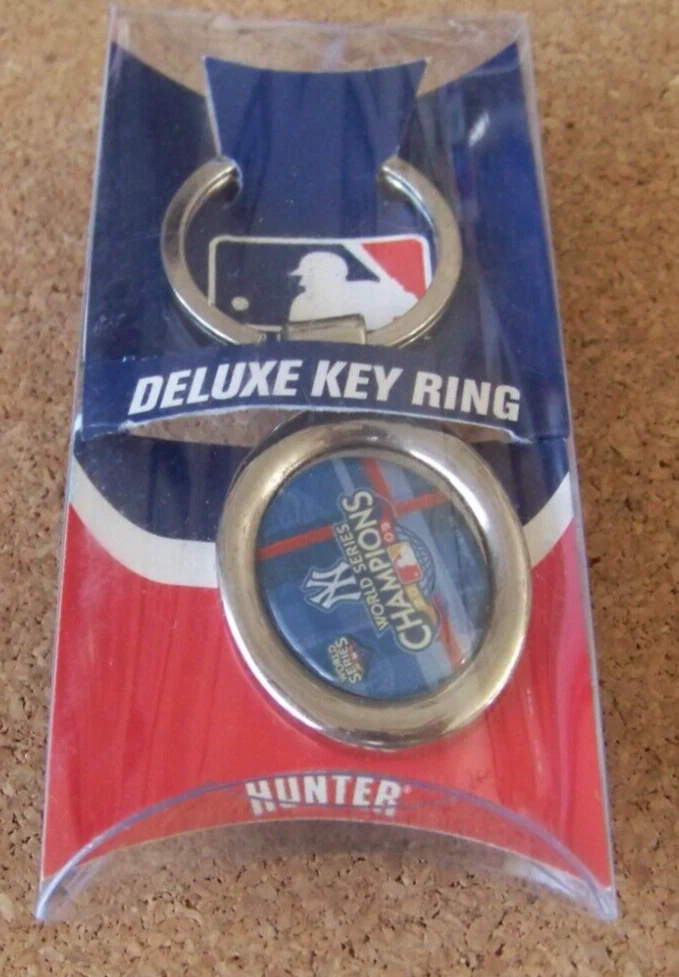 DELUXE KEY RING
09
CHAMPIONS
WORLD SERIES
NY
WORLD
SERIES
HUNTER